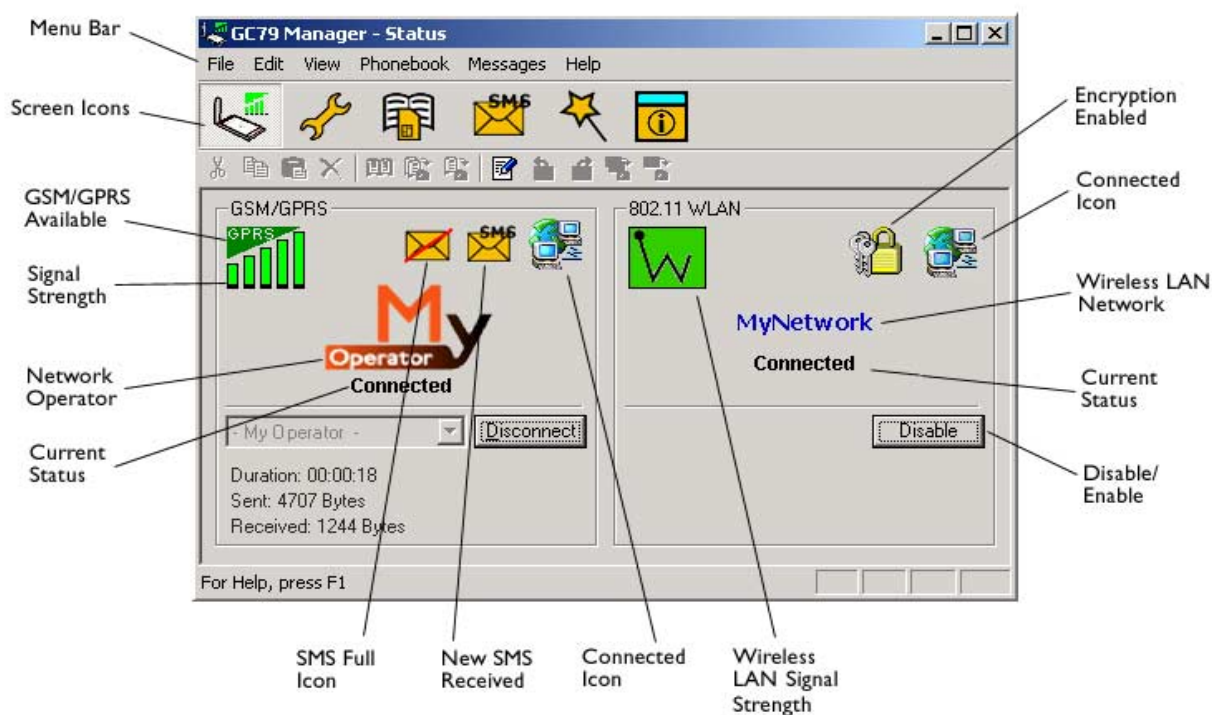 Menu Bar
GC79 Manager - Status
File Edit View Phonebook Messages Help
Screen Icons
SMS
Encryption
Enabled
GSM/GPRS
Available
Signal
Strength
Network
Operator
Current
Status
GSM/GPRS
GPRS
SMS
My
Operator
Connected
- My Operator -
Disconnect
Duration: 00:00:18
Sent: 4707 Bytes
Received: 1244 Bytes
802.11 WLAN
MyNetwork
Connected
Disable
Connected
Icon
Wireless LAN
Network
Current
Status
Disable/
Enable
For Help, press F1
SMS Full
Icon
New SMS
Received
Connected
Icon
Wireless
LAN Signal
Strength